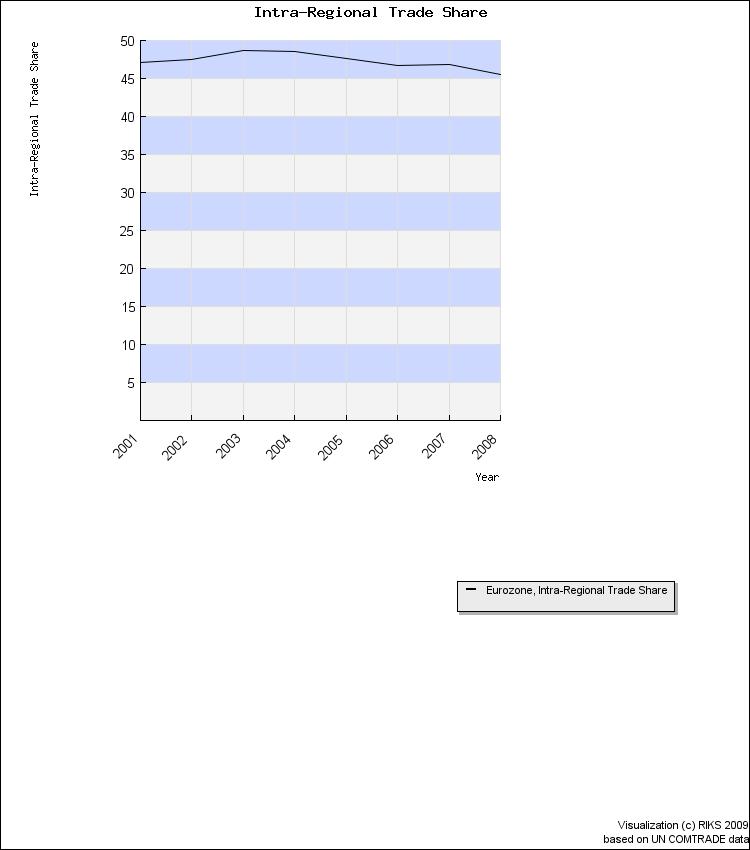 Intra-Regional Trade Share
Intra-Regional Trade Share
50
45
40
35
30
25
20
15
10
5
2001 2002 2003 2004 2005 2006 2007 2008
Year
Eurozone, Intra-Regional Trade Share
Visualization (c) RIKS 2009
based on UN COMTRADE data